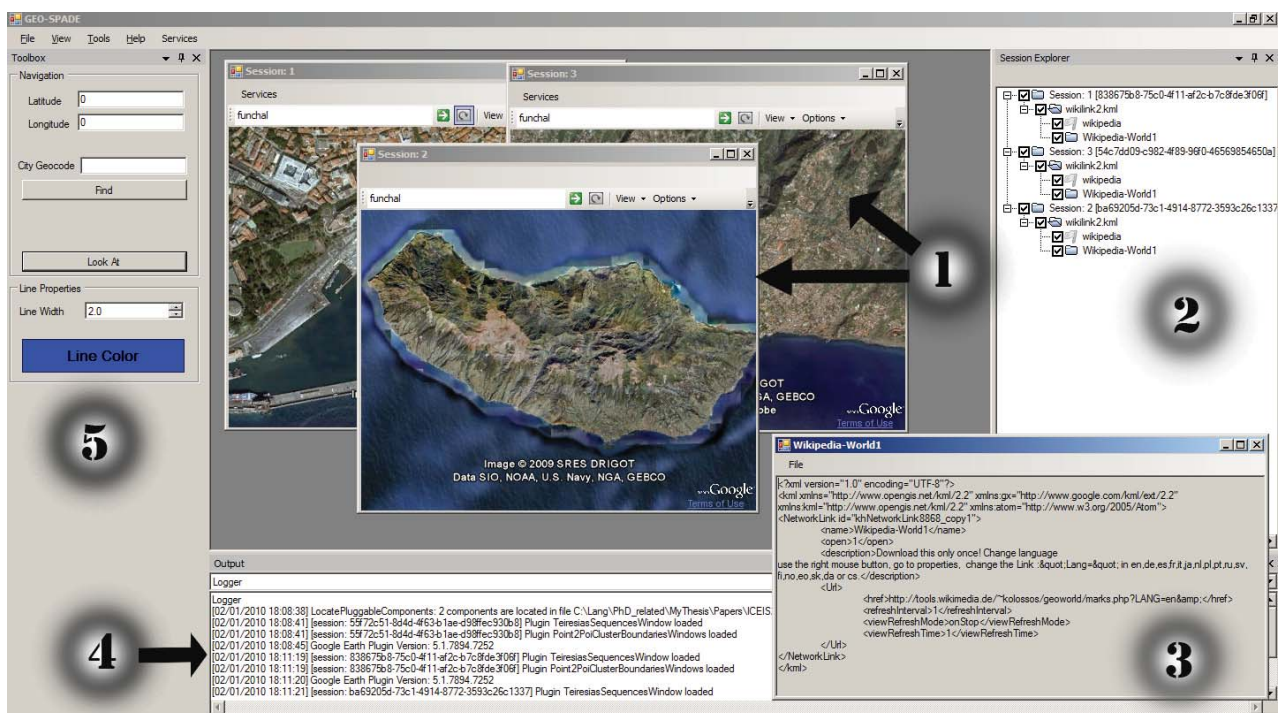 GEO-SPADE
File View Tools Help Services
Toolbox
Navigation
Latitude 0
Longitude 0
City Geocode
Find
Look At
Line Properties
Line Width 2.0
Line Color
5
Session: 1
Services
funchal
View
Session: 3
Services
funchal
View Options
GOT
GA, GEBCO
obe
Google
Terms of Use
Session: 2
funchal
View Options
Image © 2009 SRES DRIGOT
Data SIO, NOAA, U.S. Navy, NGA, GEBCO
Google
Terms of Use
1
Session Explorer
Session: 1 [838675b8-75c0-4f11-af2c-b7c8fde3f06f]
wikilink2.kml
wikipedia
Wikipedia-World1
Session: 3 [54c7dd09-c982-4f89-96f0-46569854650a]
wikilink2.kml
wikipedia
Wikipedia-World1
Session: 2 [ba69205d-73c1-4914-8772-3593c26c1337
wikilink2.kml
wikipedia
Wikipedia-World1
2
Wikipedia-World1
File
<?xml version="1.0" encoding="UTF-8"?>
<kml xmlns="http://www.opengis.net/kml/2.2" xmlns:gx="http://www.google.com/kml/ext/2.2"
xmlns:kml="http://www.opengis.net/kml/2.2" xmlns:atom="http://www.w3.org/2005/Atom">
<NetworkLink id="khNetworkLink8868_copy1">
<name>Wikipedia-World1</name>
<open>1</open>
<description>Download this only once! Change language
use the right mouse button, go to properties, change the Link :&quot;Lang=&quot; in en,de,es,fr,it,ja,nl,pl,pt,ru,sv,
fi,no,eo,sk,da or cs.</description>
<Url>
<href>http://tools.wikimedia.de/~kolossos/geoworld/marks.php?LANG=en&amp;</href>
<refreshInterval>1</refreshInterval>
<viewRefreshMode>onStop</viewRefreshMode>
<viewRefreshTime>1</viewRefreshTime>
</Url>
</NetworkLink>
</kml>
3
Output
Logger
Logger
[02/01/2010 18:08:38] LocatePluggableComponents: 2 components are located in file C:\Lang\PhD_related\MyThesis\Papers\ICEIS
[02/01/2010 18:08:41] [session: 55f72c51-8d4d-4f63-b1ae-d98ffec930b8] Plugin TeiresiasSequencesWindow loaded
[02/01/2010 18:08:41] [session: 55f72c51-8d4d-4f63-b1ae-d98ffec930b8] Plugin Point2PoiClusterBoundariesWindows loaded
[02/01/2010 18:08:45] Google Earth Plugin Version: 5.1.7894.7252
[02/01/2010 18:11:19] [session: 838675b8-75c0-4f11-af2c-b7c8fde3f06f] Plugin TeiresiasSequencesWindow loaded
[02/01/2010 18:11:19] [session: 838675b8-75c0-4f11-af2c-b7c8fde3f06f] Plugin Point2PoiClusterBoundariesWindows loaded
[02/01/2010 18:11:20] Google Earth Plugin Version: 5.1.7894.7252
[02/01/2010 18:11:21] [session: ba69205d-73c1-4914-8772-3593c26c1337] Plugin TeiresiasSequencesWindow loaded
4